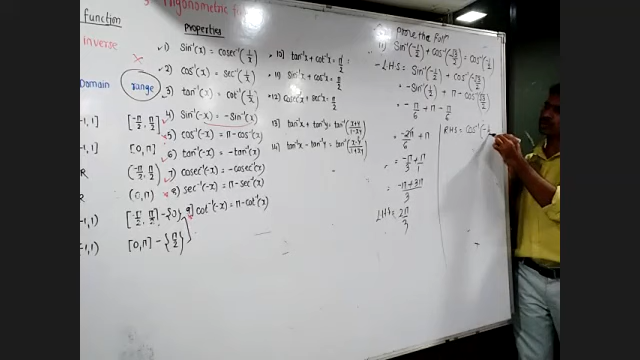 Trigonometric
function
Inverse
Domain
range
-1,1) [-π/2, π/2]
-1,1) [0,π]
[-π/2, π/2]
R (0,π)
[-π/2, π/2] - {0}
[0,π] - {π/2}
Properties
1) sin⁻¹(x) = cosec⁻¹(1/x)
2) cos⁻¹(x) = sec⁻¹(1/x)
3) tan⁻¹(x) = cot⁻¹(1/x)
4) sin⁻¹(-x) = -sin⁻¹(x)
5) cos⁻¹(-x) = π-cos⁻¹(x)
6) tan⁻¹(-x) = -tan⁻¹(x)
7) cosec⁻¹(-x) = -cosec⁻¹(x)
8) sec⁻¹(-x) = π-sec⁻¹(x)
9) cot⁻¹(-x) = π-cot⁻¹(x)
10) tan⁻¹x + cot⁻¹x = π/2
11) sin⁻¹x + cos⁻¹x = π/2
12) cosec⁻¹x + sec⁻¹x = π/2
13) tan⁻¹x + tan⁻¹y = tan⁻¹(x+y/1-xy)
14) tan⁻¹x - tan⁻¹y = tan⁻¹(x-y/1+xy)
prove the Foll
1) sin⁻¹(-1/2) + cos⁻¹(-√3/2) = cos⁻¹(-1/2)
- L.H.S = sin⁻¹(-1/2) + cos⁻¹(-√3/2)
= -sin⁻¹(1/2) + π - cos⁻¹(√3/2)
= -π/6 + π - π/6
= -2π/6 + π
= -π/3 + π/1
= -π+3π/3
LHS = 2π/3
RHS = cos⁻¹(-1/2